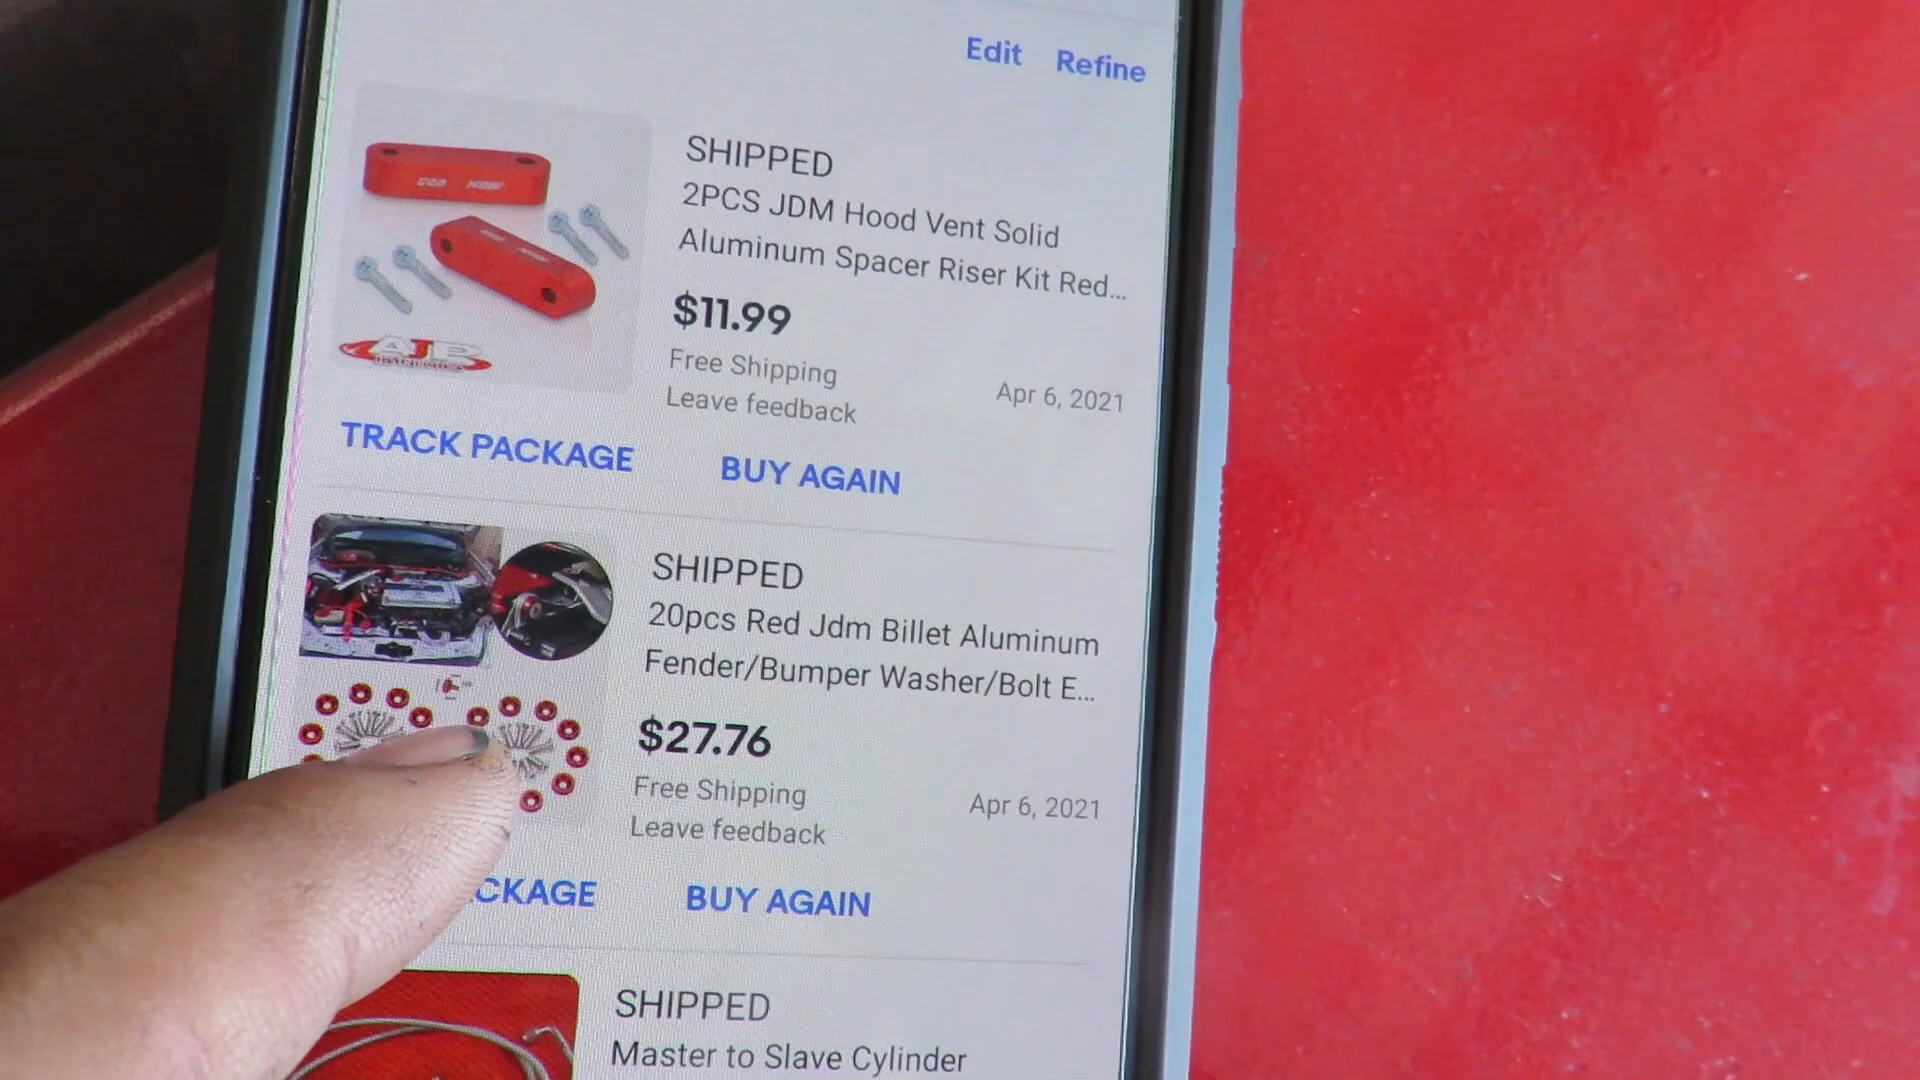 Edit Refine
SHIPPED
2PCS JDM Hood Vent Solid
Aluminum Spacer Riser Kit Red...
$11.99
Free Shipping
Leave feedback
Apr 6, 2021
AJP
DISTRIBUTORS
TRACK PACKAGE
BUY AGAIN
SHIPPED
20pcs Red Jdm Billet Aluminum
Fender/Bumper Washer/Bolt E...
$27.76
Free Shipping
Leave feedback
Apr 6, 2021
CKAGE
BUY AGAIN
SHIPPED
Master to Slave Cylinder